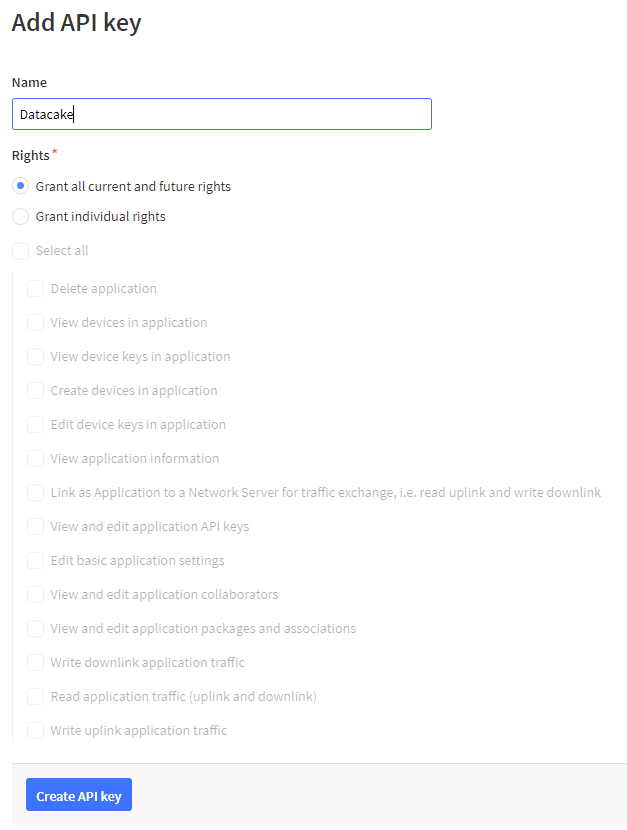 Add API key
Name
Datacake
Rights*
Grant all current and future rights
Grant individual rights
Select all
Delete application
View devices in application
View device keys in application
Create devices in application
Edit device keys in application
View application information
Link as Application to a Network Server for traffic exchange, i.e. read uplink and write downlink
View and edit application API keys
Edit basic application settings
View and edit application collaborators
View and edit application packages and associations
Write downlink application traffic
Read application traffic (uplink and downlink)
Write uplink application traffic
Create API key